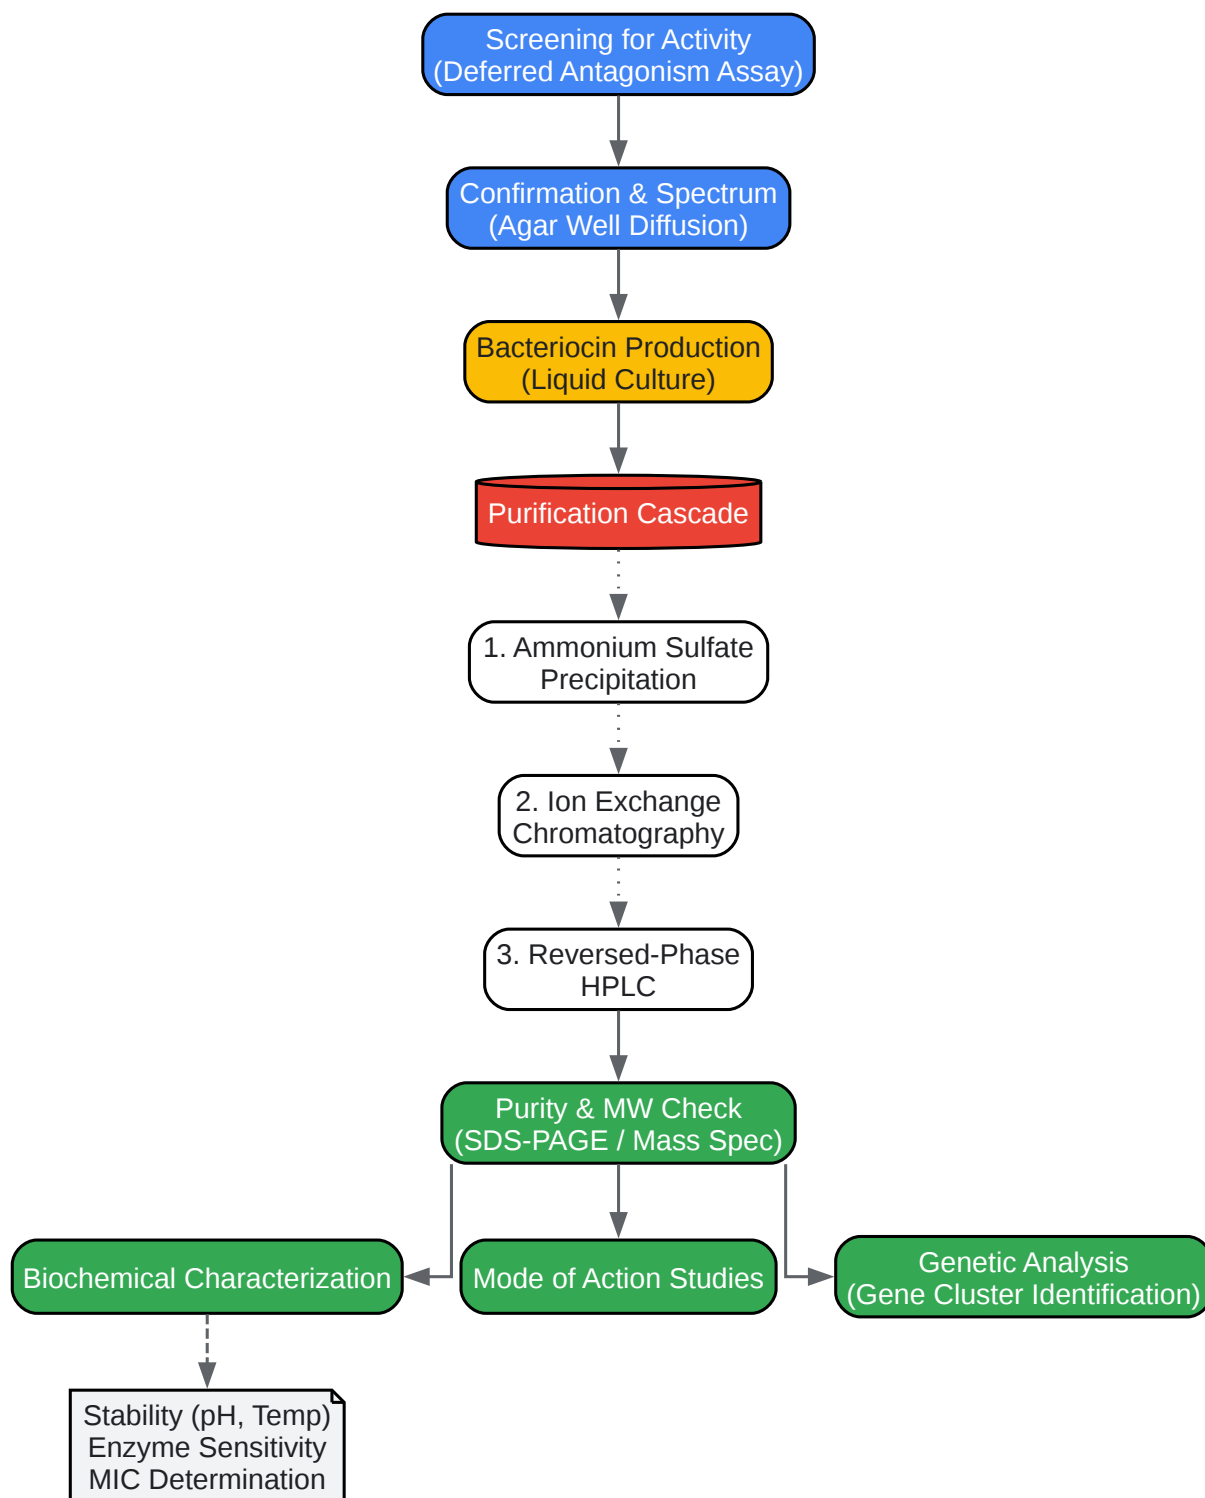 Screening for Activity
(Deferred Antagonism Assay)
Confirmation & Spectrum
(Agar Well Diffusion)
Bacteriocin Production
(Liquid Culture)
Purification Cascade
1. Ammonium Sulfate
Precipitation
2. Ion Exchange
Chromatography
3. Reversed-Phase
HPLC
Purity & MW Check
(SDS-PAGE / Mass Spec)
Biochemical Characterization
Mode of Action Studies
Genetic Analysis
(Gene Cluster Identification)
Stability (pH, Temp)
Enzyme Sensitivity
MIC Determination